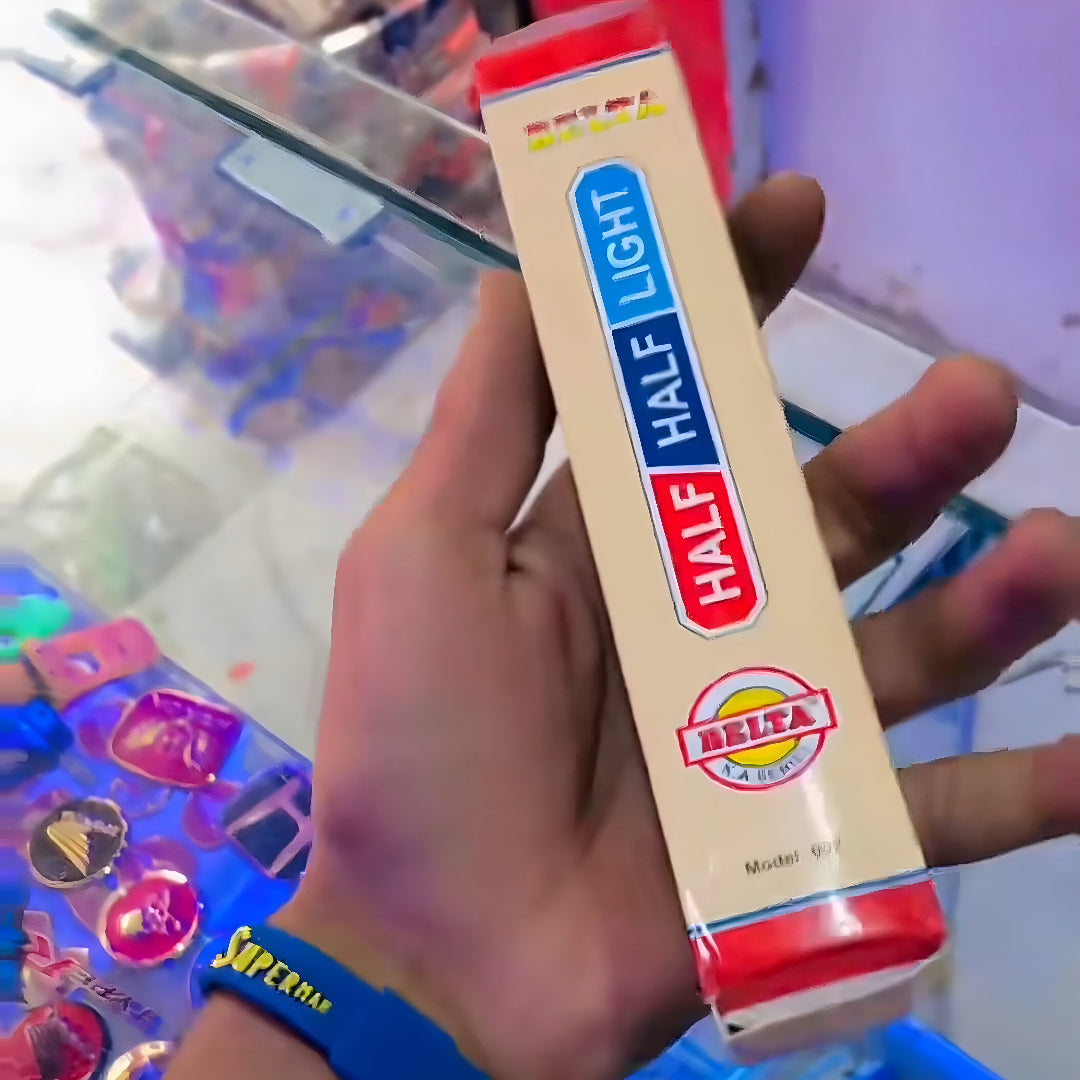 DELTA
LIGHT
HALF
HALF
DELTA
Model-
SUPERMAN